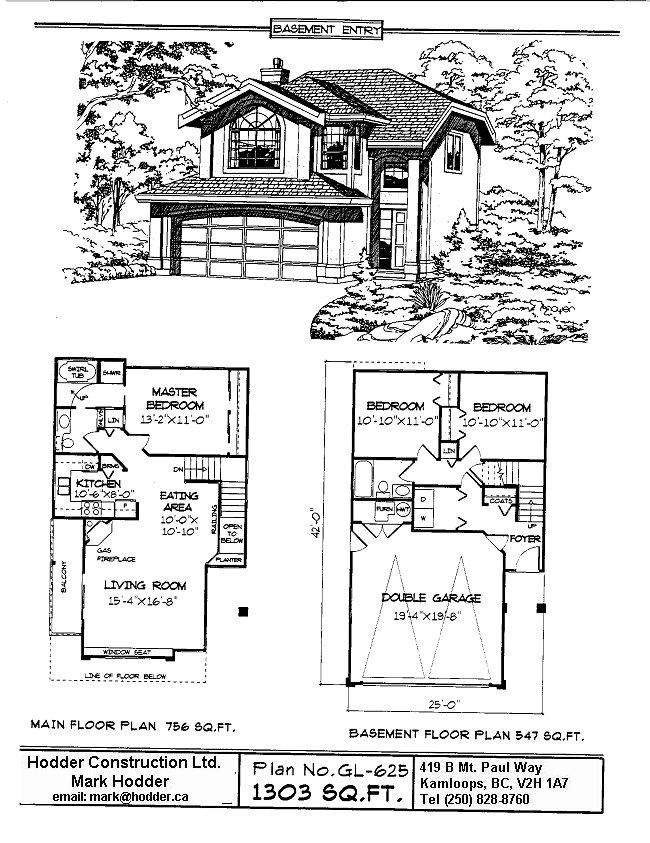 BASEMENT ENTRY
SWIRL
TUB
SHWR
UP
MASTER
BEDROOM
13'-2"X11'-0"
LIN
DW
BRMS
DN
KITCHEN
10'-6"X8'-0"
F
EATING
AREA
10'-0"X
10'-10"
RAILING
OPEN
TO
BELOW
PLANTER
GAS
FIREPLACE
BALCONY
LIVING ROOM
15'-4"X16'-8"
WINDOW SEAT
LINE OF FLOOR BELOW
MAIN FLOOR PLAN 756 SQ.FT.
BEDROOM
10'-10"X11'-0"
BEDROOM
10'-10"X11'-0"
LIN
COATS
FURN
HWT
D
W
UP
FOYER
42'-0"
DOUBLE GARAGE
19'-4"X19'-8"
25'-0"
BASEMENT FLOOR PLAN 547 SQ.FT.
Hodder Construction Ltd.
Mark Hodder
email: mark@hodder.ca
Plan No.GL-625
1303 SQ.FT.
419 B Mt. Paul Way
Kamloops, BC, V2H 1A7
Tel (250) 828-8760